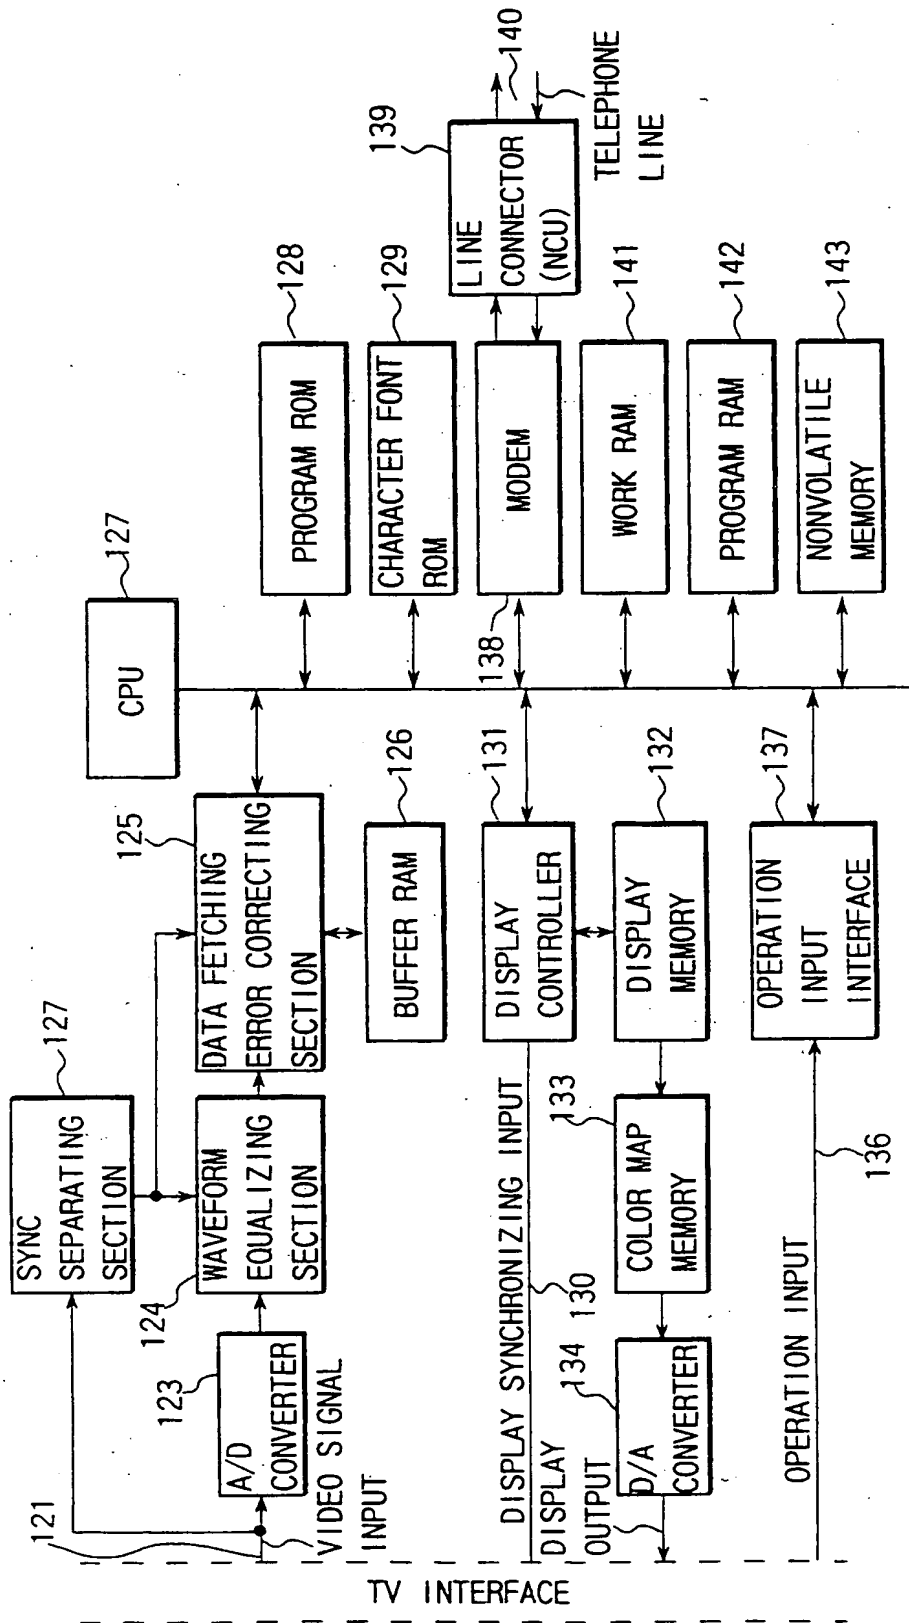 121
VIDEO SIGNAL
INPUT
123
A/D
CONVERTER
127
SYNC
SEPARATING
SECTION
124
WAVEFORM
EQUALIZING
SECTION
125
DATA FETCHING
ERROR CORRECTING
SECTION
126
BUFFER RAM
127
CPU
128
PROGRAM ROM
129
CHARACTER FONT
ROM
138
MODEM
139
LINE
CONNECTOR
(NCU)
140
TELEPHONE
LINE
141
WORK RAM
142
PROGRAM RAM
143
NONVOLATILE
MEMORY
DISPLAY SYNCHRONIZING INPUT
130
131
DISPLAY
CONTROLLER
132
DISPLAY
MEMORY
133
COLOR MAP
MEMORY
134
D/A
CONVERTER
DISPLAY
OUTPUT
OPERATION INPUT
136
137
OPERATION
INPUT
INTERFACE
TV INTERFACE